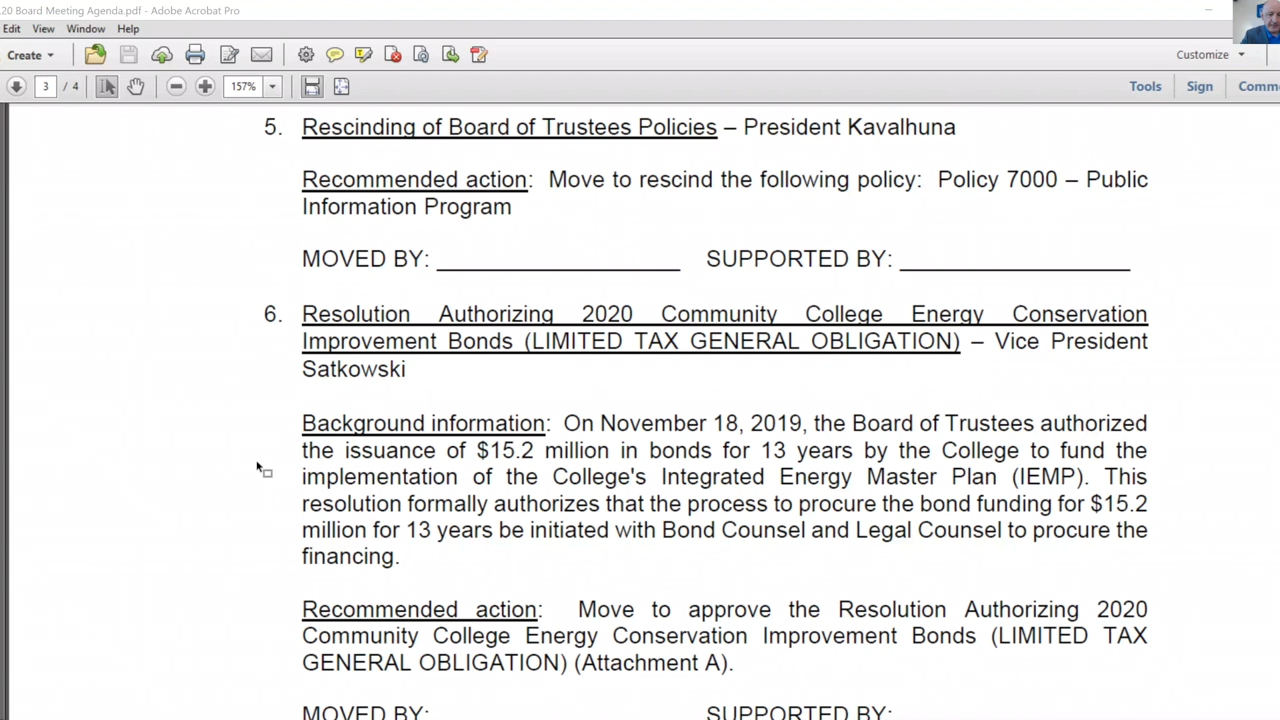 .20 Board Meeting Agenda.pdf - Adobe Acrobat Pro
Edit View Window Help
Create Customize
3 / 4 157% Tools Sign Comme
5. Rescinding of Board of Trustees Policies – President Kavalhuna
Recommended action: Move to rescind the following policy: Policy 7000 – Public
Information Program
MOVED BY: ____________________ SUPPORTED BY: ___________________
6. Resolution Authorizing 2020 Community College Energy Conservation
Improvement Bonds (LIMITED TAX GENERAL OBLIGATION) – Vice President
Satkowski
Background information: On November 18, 2019, the Board of Trustees authorized
the issuance of $15.2 million in bonds for 13 years by the College to fund the
implementation of the College's Integrated Energy Master Plan (IEMP). This
resolution formally authorizes that the process to procure the bond funding for $15.2
million for 13 years be initiated with Bond Counsel and Legal Counsel to procure the
financing.
Recommended action: Move to approve the Resolution Authorizing 2020
Community College Energy Conservation Improvement Bonds (LIMITED TAX
GENERAL OBLIGATION) (Attachment A).
MOVED BY: SUPPORTED BY: